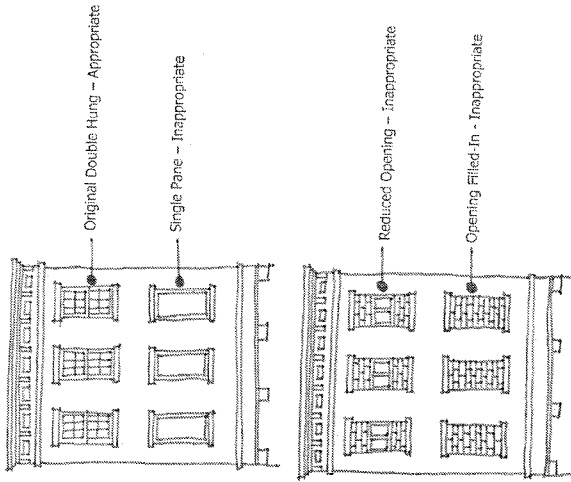 Original Double Hung – Appropriate
Single Pane – Inappropriate
Reduced Opening – Inappropriate
Opening Filled-In - Inappropriate